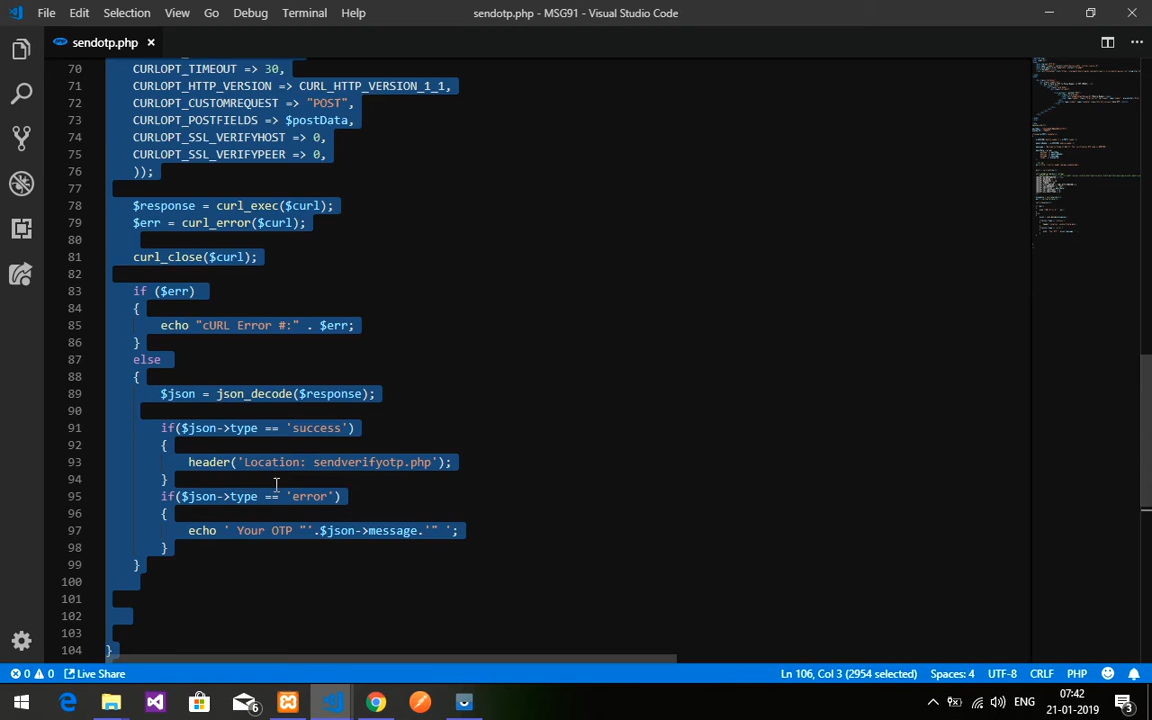 File Edit Selection View Go Debug Terminal Help
sendotp.php - MSG91 - Visual Studio Code
sendotp.php
70 CURLOPT_TIMEOUT => 30,
71 CURLOPT_HTTP_VERSION => CURL_HTTP_VERSION_1_1,
72 CURLOPT_CUSTOMREQUEST => "POST",
73 CURLOPT_POSTFIELDS => $postData,
74 CURLOPT_SSL_VERIFYHOST => 0,
75 CURLOPT_SSL_VERIFYPEER => 0,
76 ));
77
78 $response = curl_exec($curl);
79 $err = curl_error($curl);
80
81 curl_close($curl);
82
83 if ($err)
84 {
85 echo "cURL Error #:" . $err;
86 }
87 else
88 {
89 $json = json_decode($response);
90
91 if($json->type == 'success')
92 {
93 header('Location: sendverifyotp.php');
94 }
95 if($json->type == 'error')
96 {
97 echo ' Your OTP "'.$json->message.'" ';
98 }
99 }
100
101
102
103
104 }
0 0 Live Share
Ln 106, Col 3 (2954 selected) Spaces: 4 UTF-8 CRLF PHP
6
ENG
07:42
21-01-2019
3